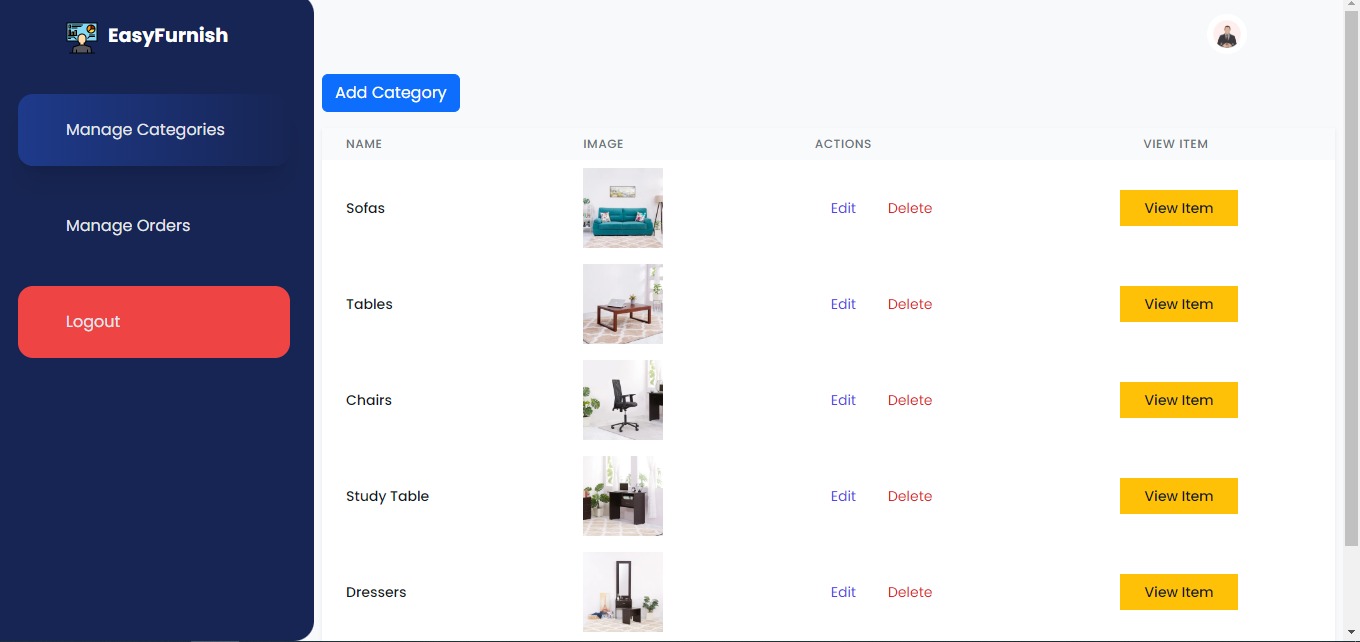 EasyFurnish
Manage Categories
Manage Orders
Logout
Add Category
NAME IMAGE ACTIONS VIEW ITEM
Sofas Edit Delete View Item
Tables Edit Delete View Item
Chairs Edit Delete View Item
Study Table Edit Delete View Item
Dressers Edit Delete View Item